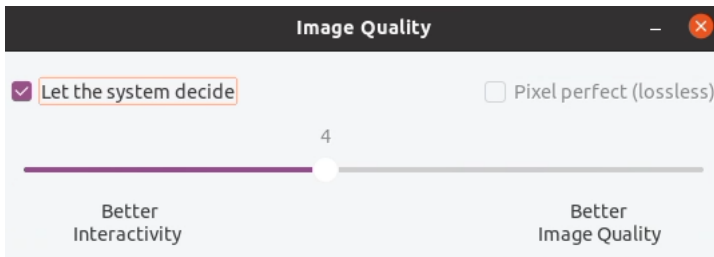 Image Quality
Let the system decide
Pixel perfect (lossless)
4
Better
Interactivity
Better
Image Quality